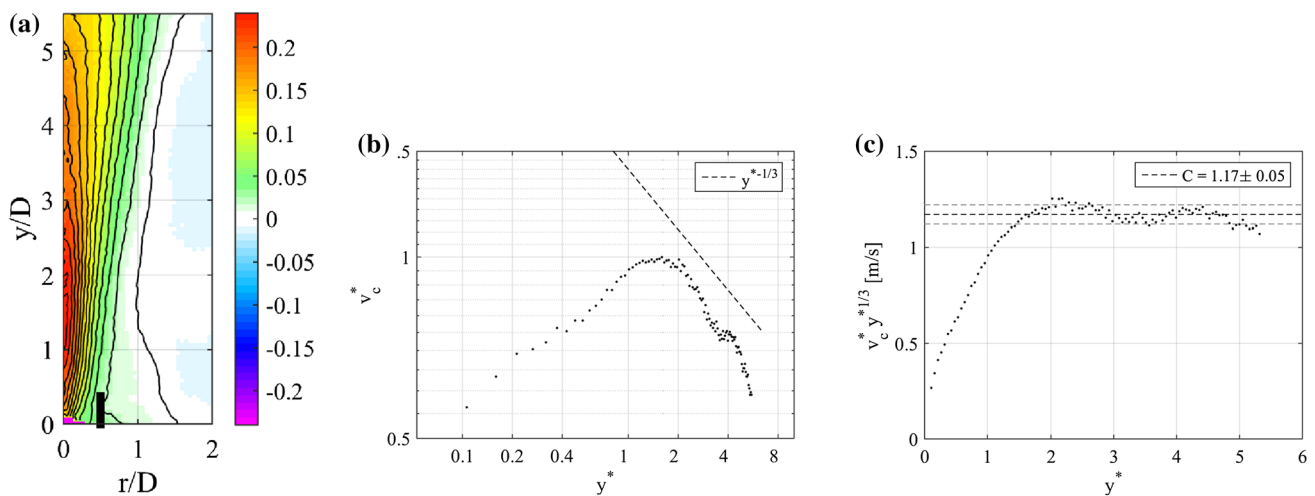 (a)
5
4
3
2
1
0
y/D
0 1 2
r/D
0.2
0.15
0.1
0.05
0
-0.05
-0.1
-0.15
-0.2
(b)
.5
1
0.5
v*c
y*-1/3
0.1 0.2 0.4 1 2 4 8
y*
(c)
1.5
1
0.5
0
v*c y*1/3 [m/s]
C = 1.17± 0.05
0 1 2 3 4 5 6
y*